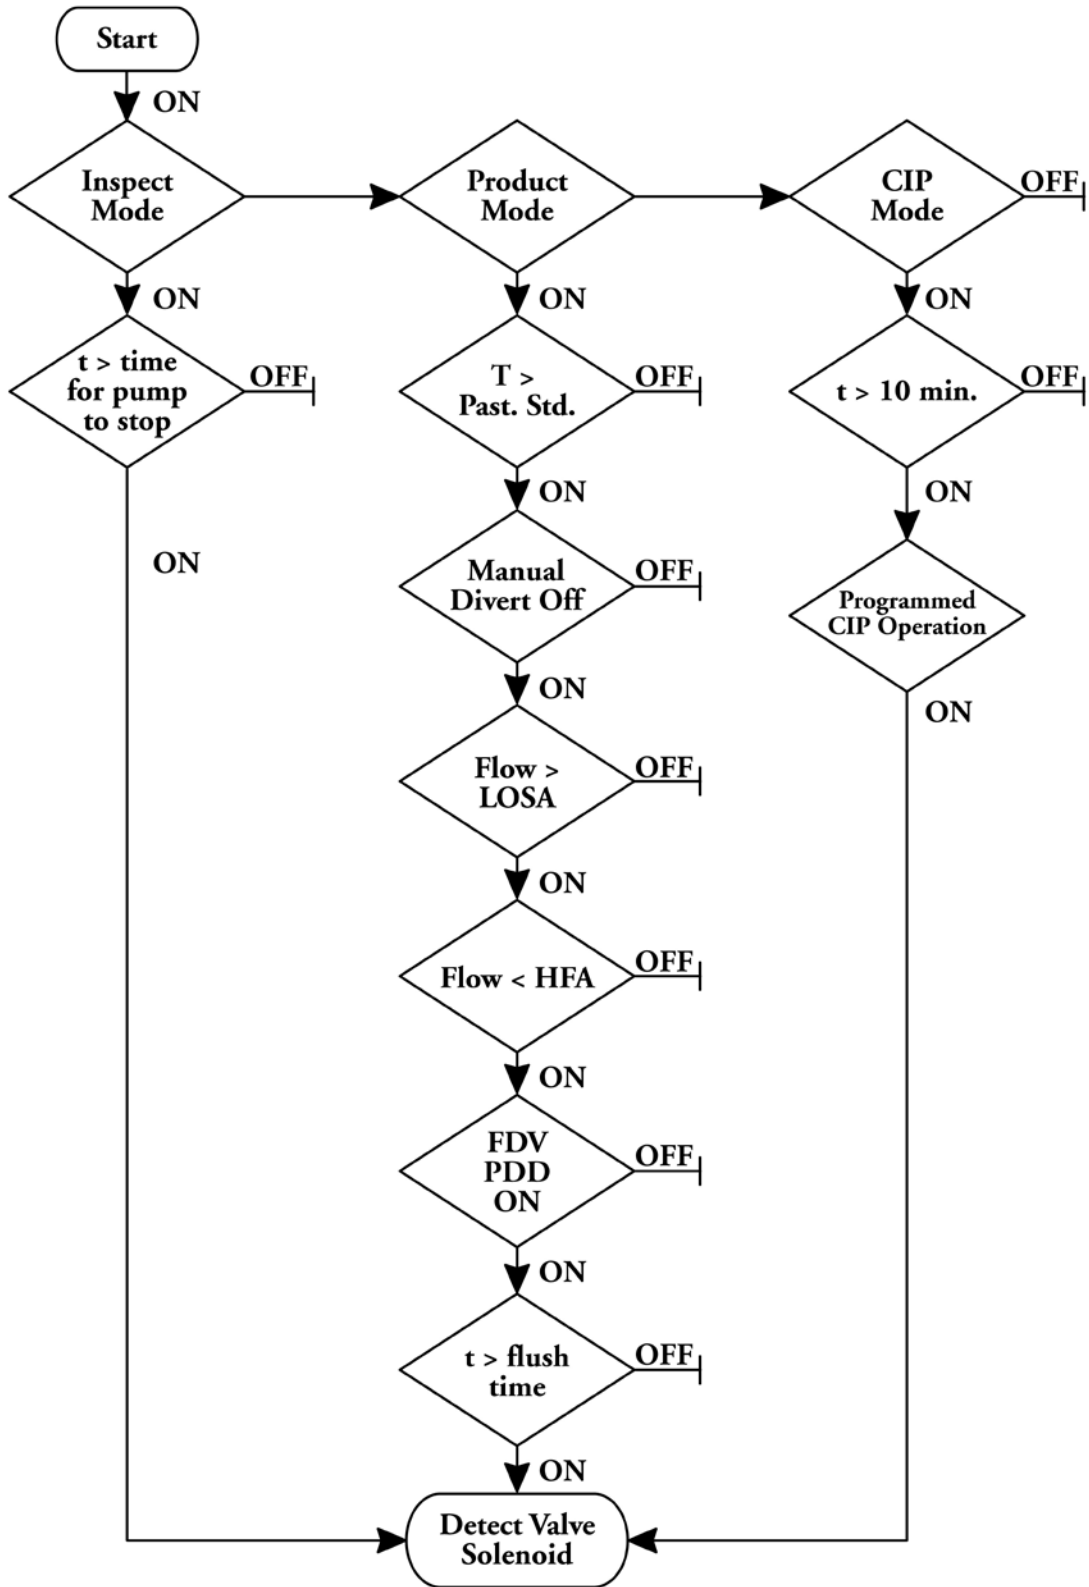 Start
ON
Inspect
Mode
Product
Mode
CIP
Mode
OFF
ON
ON
ON
t > time
for pump
to stop
OFF
T >
Past. Std.
OFF
t > 10 min.
OFF
ON
ON
ON
Manual
Divert Off
OFF
Programmed
CIP Operation
ON
ON
Flow >
LOSA
OFF
ON
Flow < HFA
OFF
ON
FDV
PDD
ON
OFF
ON
t > flush
time
OFF
ON
Detect Valve
Solenoid